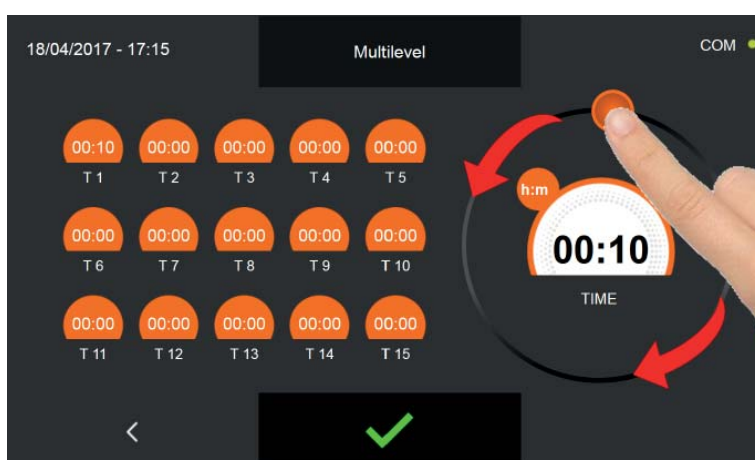 18/04/2017 - 17:15
Multilevel
COM
00:10 00:00 00:00 00:00 00:00
T 1 T 2 T 3 T 4 T 5
00:00 00:00 00:00 00:00 00:00
T 6 T 7 T 8 T 9 T 10
00:00 00:00 00:00 00:00 00:00
T 11 T 12 T 13 T 14 T 15
h:m
00:10
TIME